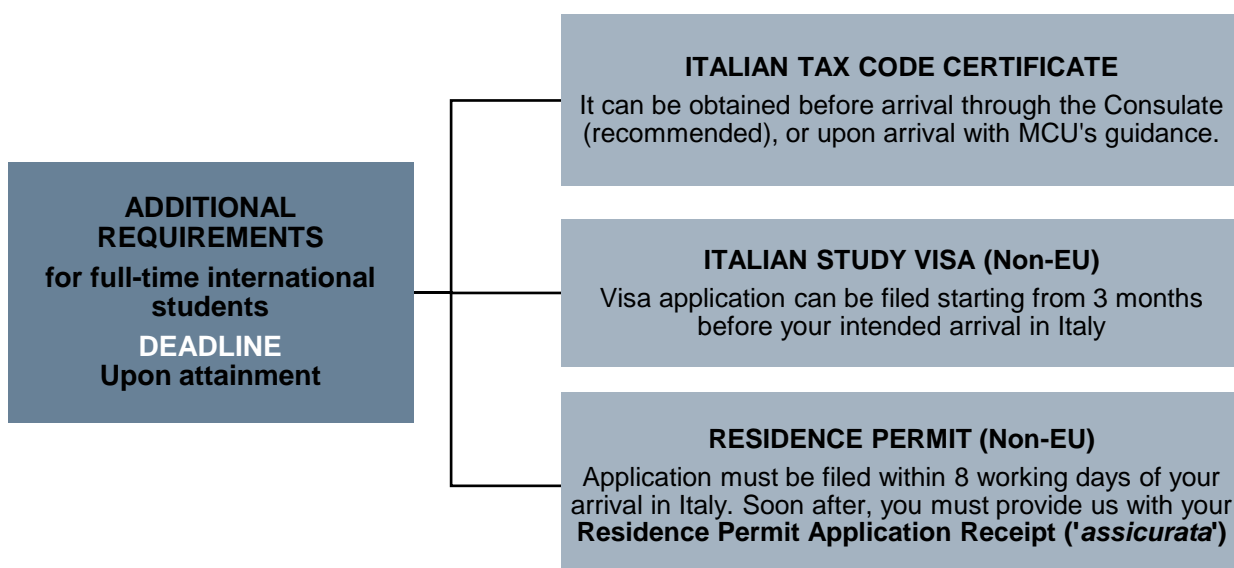 ADDITIONAL
REQUIREMENTS
for full-time international
students
DEADLINE
Upon attainment
ITALIAN TAX CODE CERTIFICATE
It can be obtained before arrival through the Consulate
(recommended), or upon arrival with MCU's guidance.
ITALIAN STUDY VISA (Non-EU)
Visa application can be filed starting from 3 months
before your intended arrival in Italy
RESIDENCE PERMIT (Non-EU)
Application must be filed within 8 working days of your
arrival in Italy. Soon after, you must provide us with your
Residence Permit Application Receipt ('assicurata')